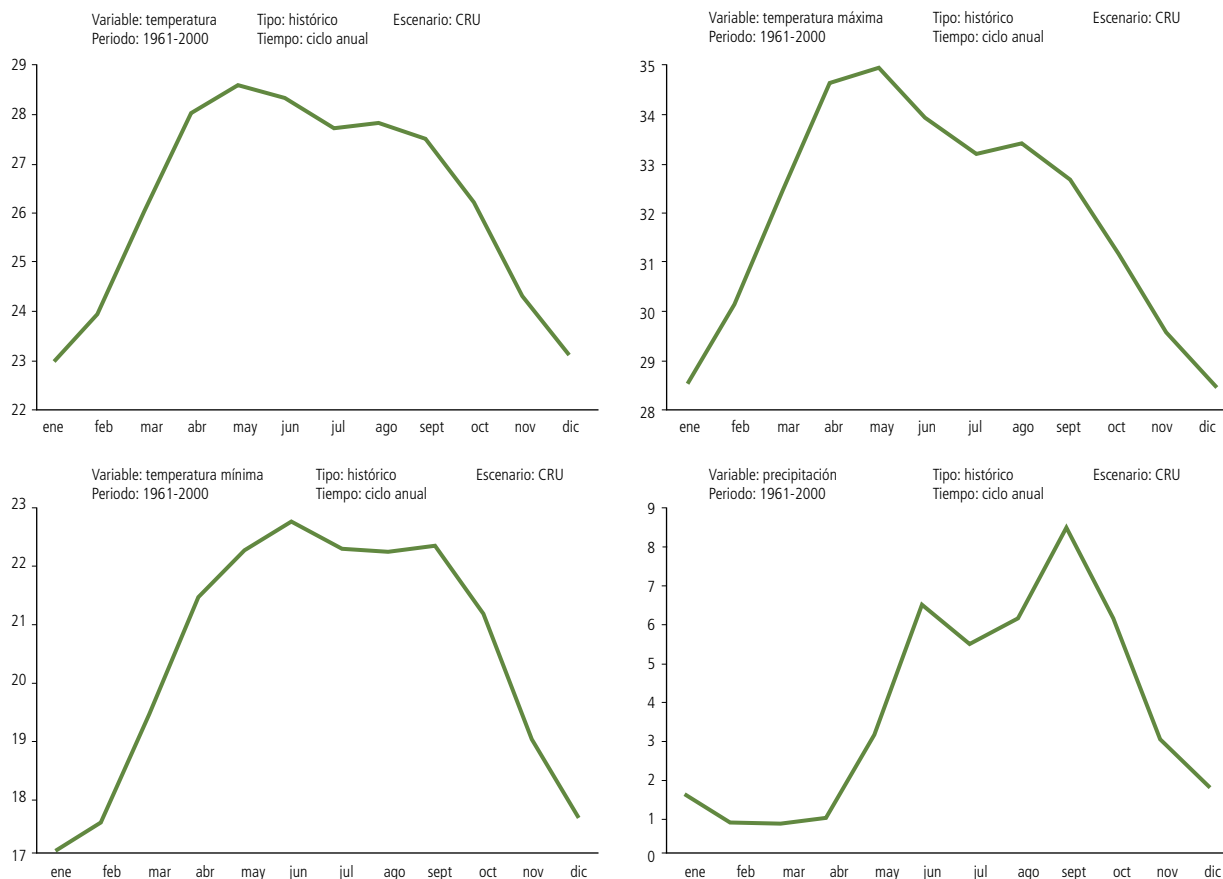 Variable: temperatura Tipo: histórico Escenario: CRU
Periodo: 1961-2000 Tiempo: ciclo anual
29
28
27
26
25
24
23
22
ene feb mar abr may jun jul ago sept oct nov dic
Variable: temperatura máxima Tipo: histórico Escenario: CRU
Periodo: 1961-2000 Tiempo: ciclo anual
35
34
33
32
31
30
29
28
ene feb mar abr may jun jul ago sept oct nov dic
Variable: temperatura mínima Tipo: histórico Escenario: CRU
Periodo: 1961-2000 Tiempo: ciclo anual
23
22
21
20
19
18
17
ene feb mar abr may jun jul ago sept oct nov dic
Variable: precipitación Tipo: histórico Escenario: CRU
Periodo: 1961-2000 Tiempo: ciclo anual
9
8
7
6
5
4
3
2
1
0
ene feb mar abr may jun jul ago sept oct nov dic